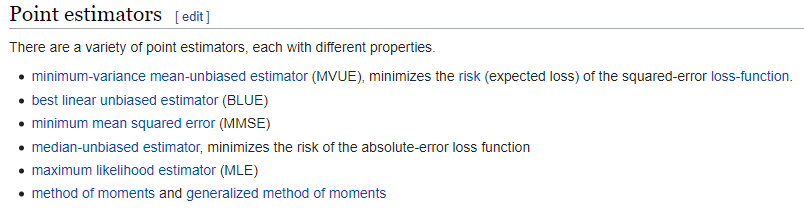 Point estimators [ edit ]
There are a variety of point estimators, each with different properties.
• minimum-variance mean-unbiased estimator (MVUE), minimizes the risk (expected loss) of the squared-error loss-function.
• best linear unbiased estimator (BLUE)
• minimum mean squared error (MMSE)
• median-unbiased estimator, minimizes the risk of the absolute-error loss function
• maximum likelihood estimator (MLE)
• method of moments and generalized method of moments